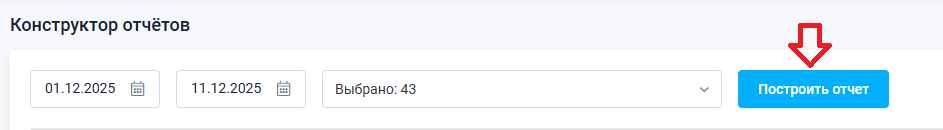 Конструктор отчётов
01.12.2025 11.12.2025 Выбрано: 43 Построить отчет